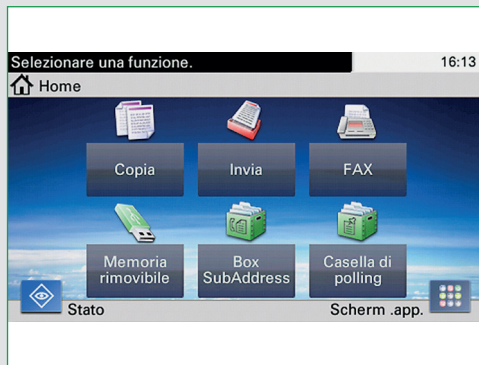 Selezionare una funzione.
16:13
Home
Copia
Invia
FAX
Memoria
rimovibile
Box
SubAddress
Casella di
polling
Stato
Scherm .app.